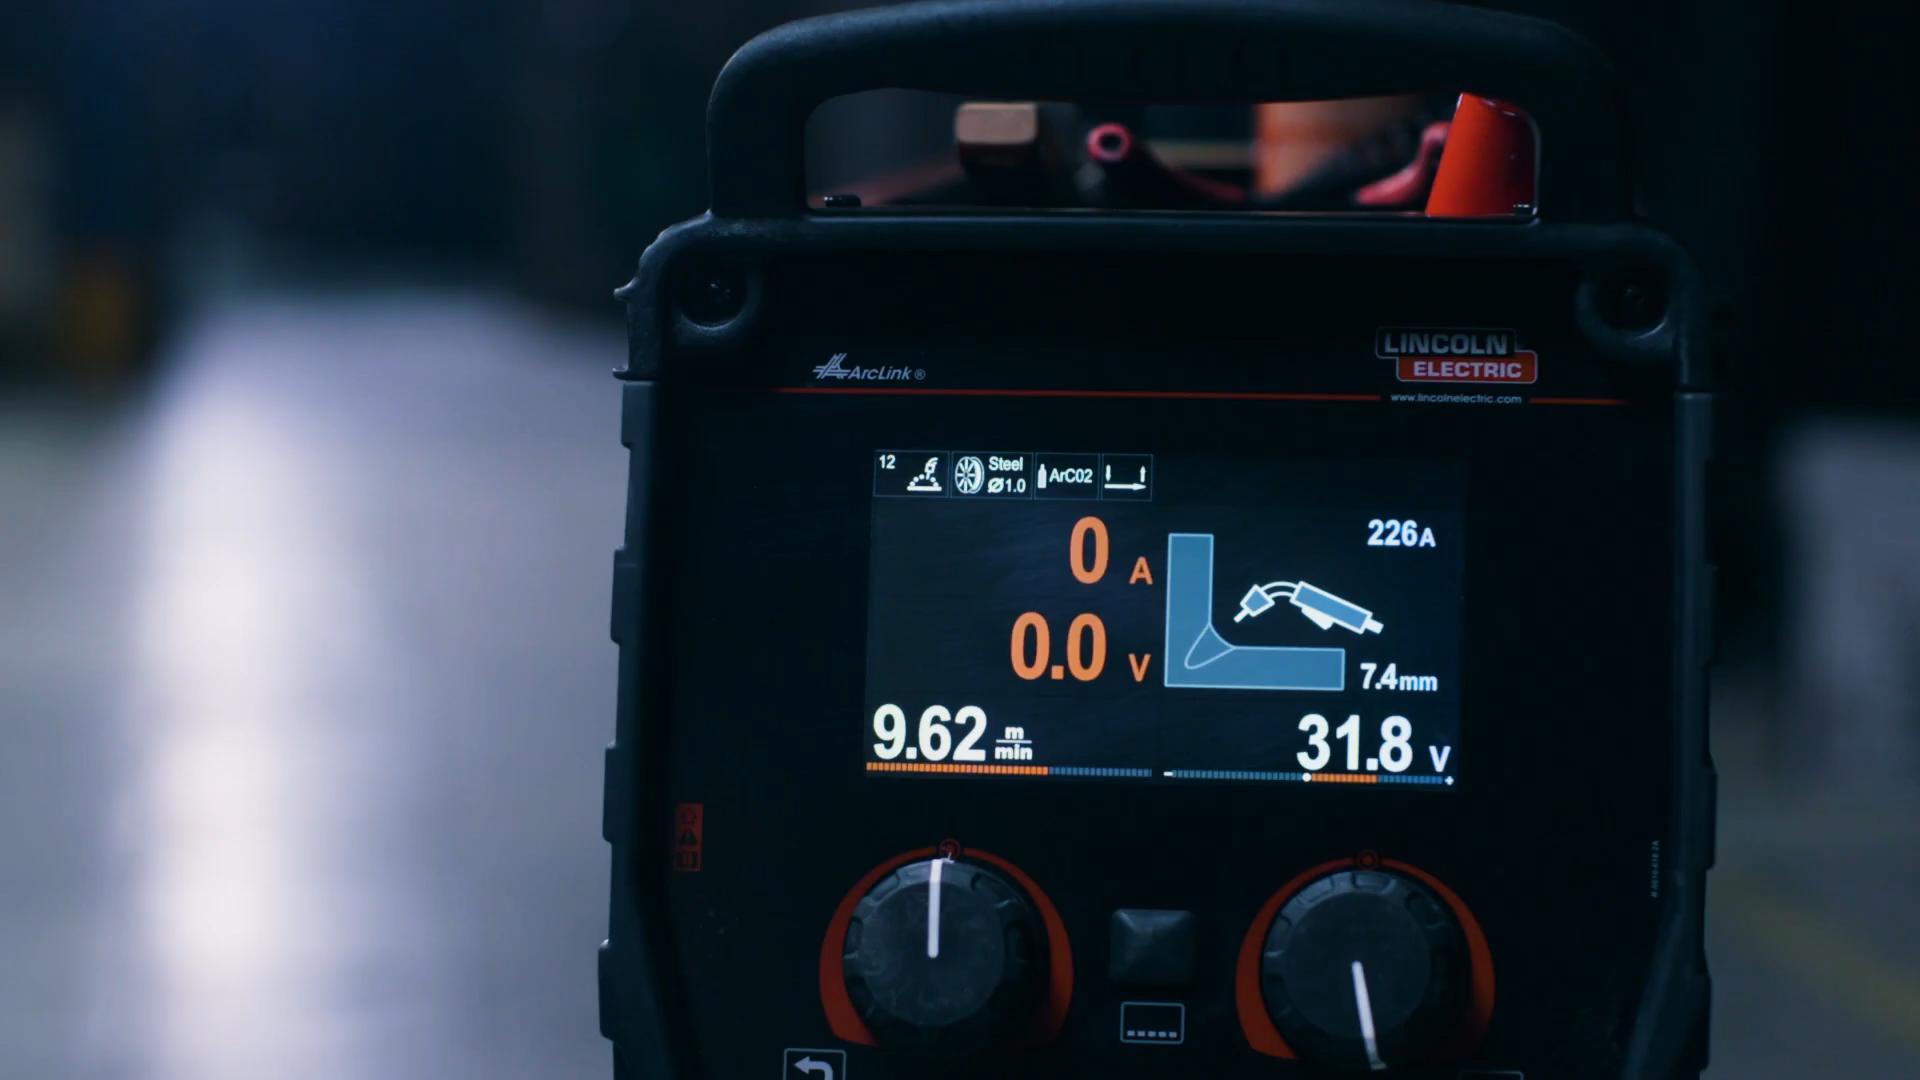 ArcLink®
LINCOLN
ELECTRIC
www.lincolnelectric.com
12
Steel
Ø1.0
ArCO2
226A
0 A
0.0 V
7.4mm
9.62 m/min
31.8 V